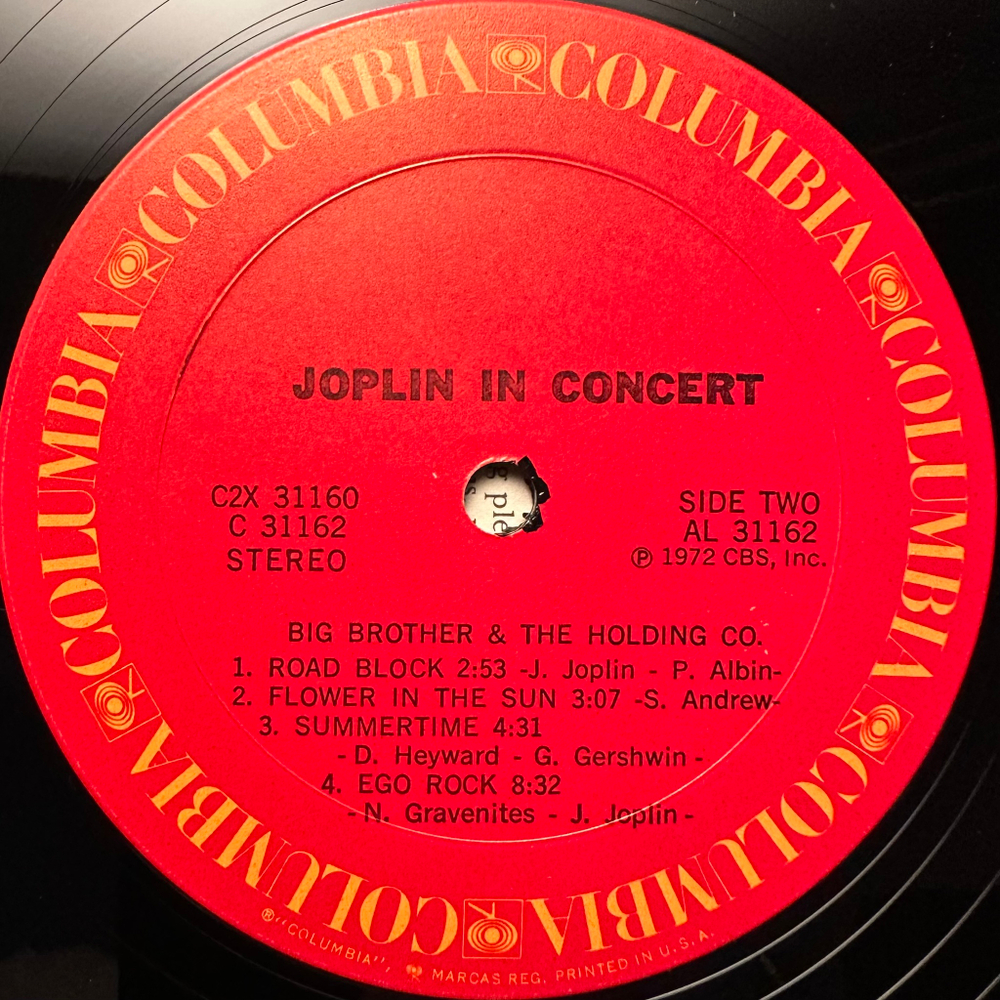 COLUMBIA COLUMBIA COLUMBIA COLUMBIA COLUMBIA COLUMBIA
JOPLIN IN CONCERT
C2X 31160
C 31162
STEREO
SIDE TWO
AL 31162
Ⓟ 1972 CBS, Inc.
g ple
BIG BROTHER & THE HOLDING CO.
1. ROAD BLOCK 2:53 -J. Joplin - P. Albin-
2. FLOWER IN THE SUN 3:07 -S. Andrew-
3. SUMMERTIME 4:31
- D. Heyward - G. Gershwin -
4. EGO ROCK 8:32
- N. Gravenites - J. Joplin -
® "COLUMBIA", MARCAS REG. PRINTED IN U.S.A.